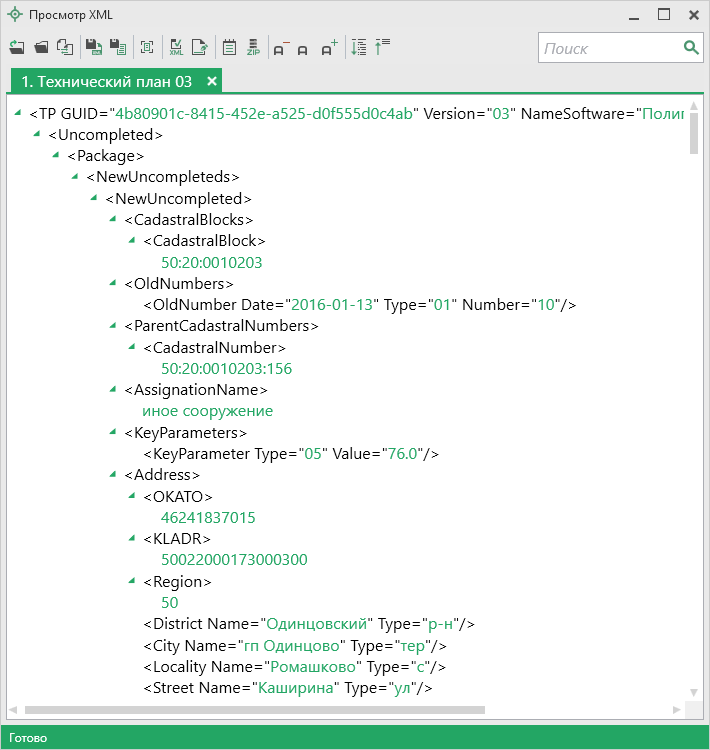 Просмотр XML
XML ZIP
Поиск
1. Технический план 03
<TP GUID="4b80901c-8415-452e-a525-d0f555d0c4ab" Version="03" NameSoftware="Полиг
<Uncompleted>
<Package>
<NewUncompleteds>
<NewUncompleted>
<CadastralBlocks>
<CadastralBlock>
50:20:0010203
<OldNumbers>
<OldNumber Date="2016-01-13" Type="01" Number="10"/>
<ParentCadastralNumbers>
<CadastralNumber>
50:20:0010203:156
<AssignationName>
иное сооружение
<KeyParameters>
<KeyParameter Type="05" Value="76.0"/>
<Address>
<OKATO>
46241837015
<KLADR>
50022000173000300
<Region>
50
<District Name="Одинцовский" Type="р-н"/>
<City Name="гп Одинцово" Type="тер"/>
<Locality Name="Ромашково" Type="с"/>
<Street Name="Каширина" Type="ул"/>
Готово